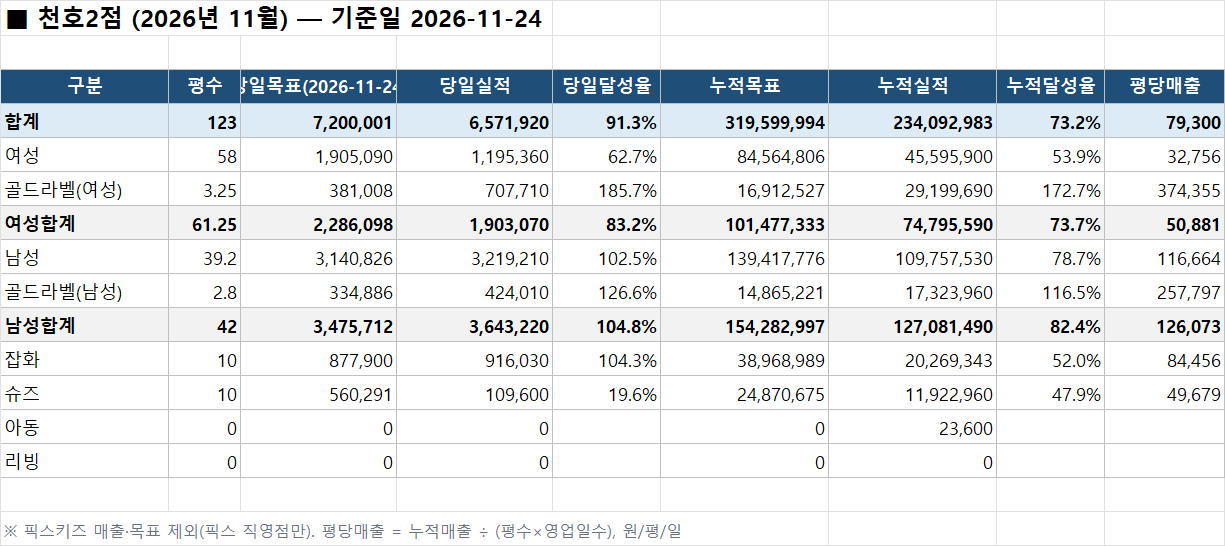 ■ 천호2점 (2026년 11월) — 기준일 2026-11-24
구분 평수 당일목표(2026-11-24 당일실적 당일달성율 누적목표 누적실적 누적달성율 평당매출
합계 123 7,200,001 6,571,920 91.3% 319,599,994 234,092,983 73.2% 79,300
여성 58 1,905,090 1,195,360 62.7% 84,564,806 45,595,900 53.9% 32,756
골드라벨(여성) 3.25 381,008 707,710 185.7% 16,912,527 29,199,690 172.7% 374,355
여성합계 61.25 2,286,098 1,903,070 83.2% 101,477,333 74,795,590 73.7% 50,881
남성 39.2 3,140,826 3,219,210 102.5% 139,417,776 109,757,530 78.7% 116,664
골드라벨(남성) 2.8 334,886 424,010 126.6% 14,865,221 17,323,960 116.5% 257,797
남성합계 42 3,475,712 3,643,220 104.8% 154,282,997 127,081,490 82.4% 126,073
잡화 10 877,900 916,030 104.3% 38,968,989 20,269,343 52.0% 84,456
슈즈 10 560,291 109,600 19.6% 24,870,675 11,922,960 47.9% 49,679
아동 0 0 0 0 23,600
리빙 0 0 0 0 0
※ 픽스키즈 매출·목표 제외(픽스 직영점만). 평당매출 = 누적매출 ÷ (평수×영업일수), 원/평/일